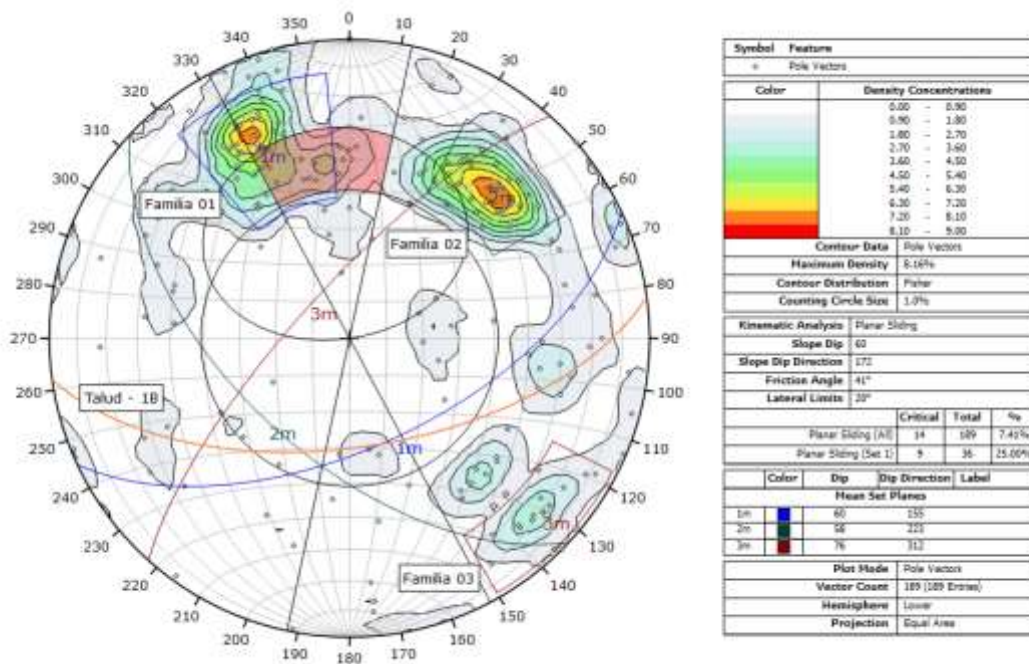 0
10
20
30
40
50
60
70
80
90
100
110
120
130
140
150
160
170
180
190
200
210
220
230
240
250
260
270
280
290
300
310
320
330
340
350
1m
2m
3m
3m
1m
Familia 01
Familia 02
Familia 03
Talud - 1B
Symbol Feature
Pole Vectors
Color Density Concentrations
0.00 - 0.90
0.90 - 1.80
1.80 - 2.70
2.70 - 3.60
3.60 - 4.50
4.50 - 5.40
5.40 - 6.30
6.30 - 7.20
7.20 - 8.10
8.10 - 9.00
Contour Data Pole Vectors
Maximum Density 8.16%
Contour Distribution Fisher
Counting Circle Size 1.0%
Kinematic Analysis Planar Sliding
Slope Dip 60
Slope Dip Direction 172
Friction Angle 41°
Lateral Limits 20°
Critical Total %
Planar Sliding (All) 14 189 7.41%
Planar Sliding (Set 1) 9 36 25.00%
Color Dip Dip Direction Label
Mean Set Planes
1m 60 155
2m 58 223
3m 76 312
Plot Mode Pole Vectors
Vector Count 189 (189 Entries)
Hemisphere Lower
Projection Equal Area